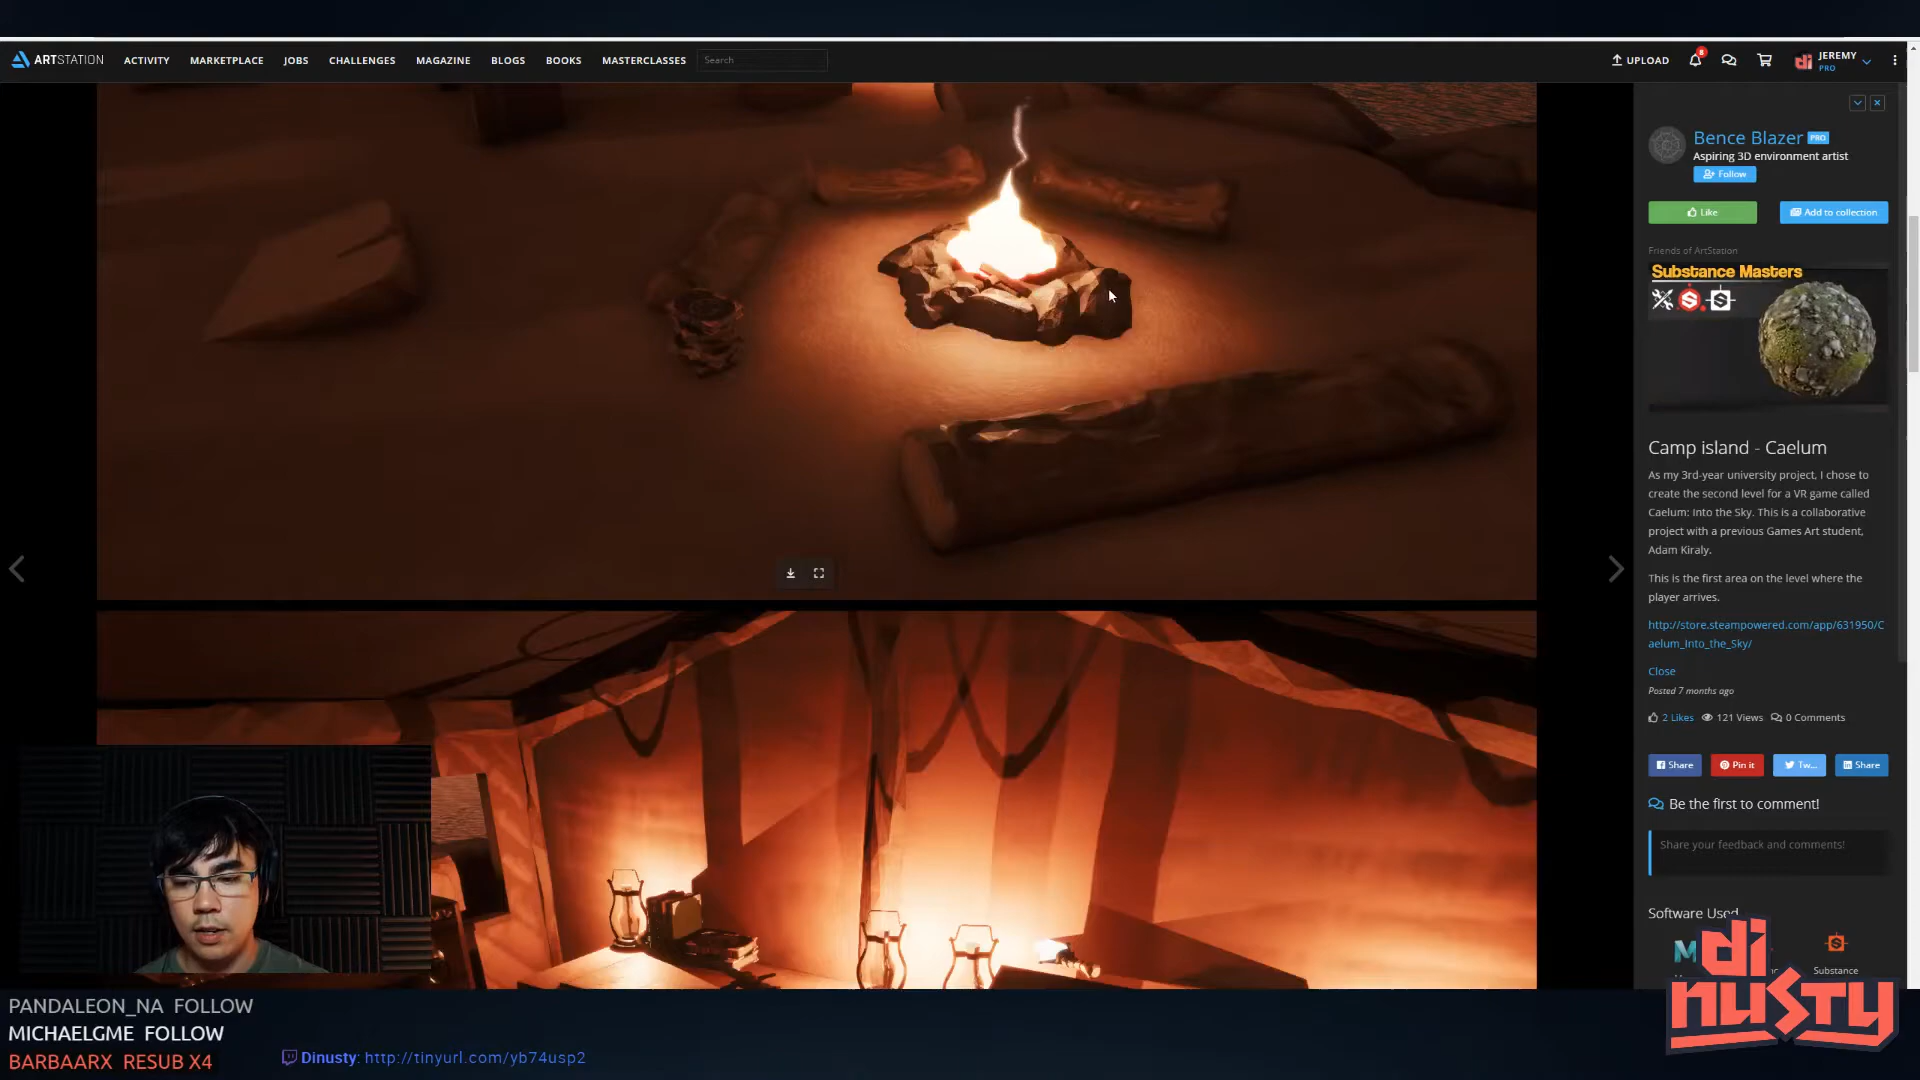 ARTSTATION ACTIVITY MARKETPLACE JOBS CHALLENGES MAGAZINE BLOGS BOOKS MASTERCLASSES Search UPLOAD 8 JEREMY
PRO
Bence Blazer PRO
Aspiring 3D environment artist
Follow
Like Add to collection
Friends of ArtStation
Substance Masters
Camp island - Caelum
As my 3rd-year university project, I chose to
create the second level for a VR game called
Caelum: Into the Sky. This is a collaborative
project with a previous Games Art student,
Adam Kiraly.
This is the first area on the level where the
player arrives.
http://store.steampowered.com/app/631950/C
aelum_Into_the_Sky/
Close
Posted 7 months ago
2 Likes 121 Views 0 Comments
Share Pin it Tw... Share
Be the first to comment!
Share your feedback and comments!
Software Used
Substance
di
nusty
PANDALEON_NA FOLLOW
MICHAELGME FOLLOW
BARBAARX RESUB X4
Dinusty: http://tinyurl.com/yb74usp2